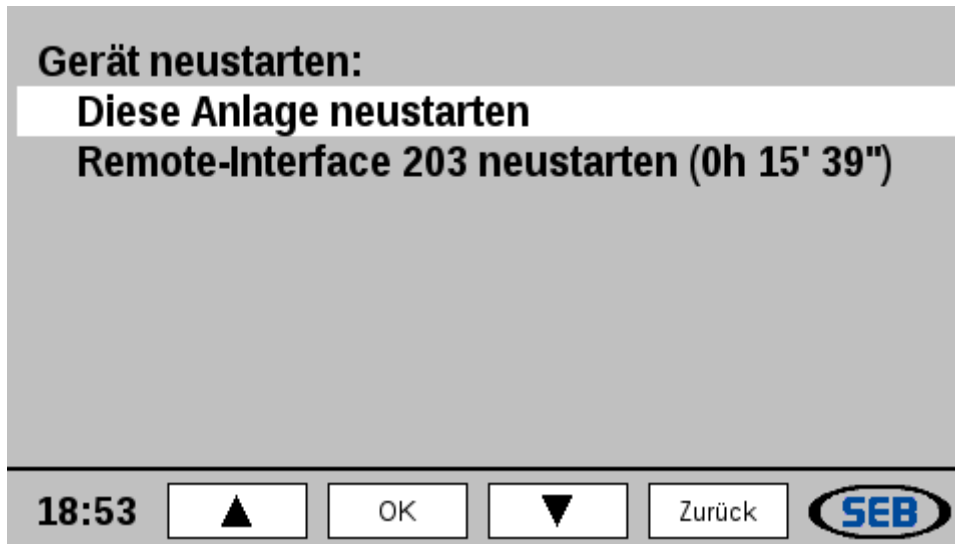 Gerät neustarten:
Diese Anlage neustarten
Remote-Interface 203 neustarten (0h 15' 39")
18:53 OK Zurück SEB